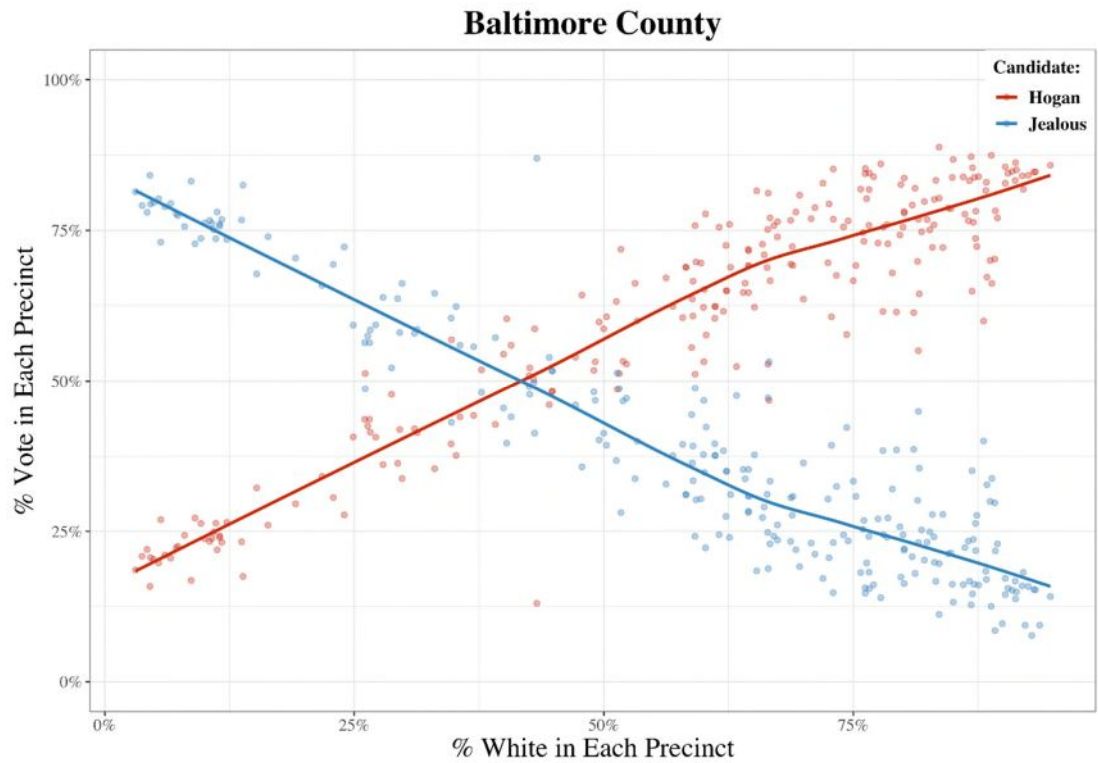 Baltimore County
Candidate:
Hogan
Jealous
100%
75%
50%
25%
0%
% Vote in Each Precinct
0%
25%
50%
75%
% White in Each Precinct